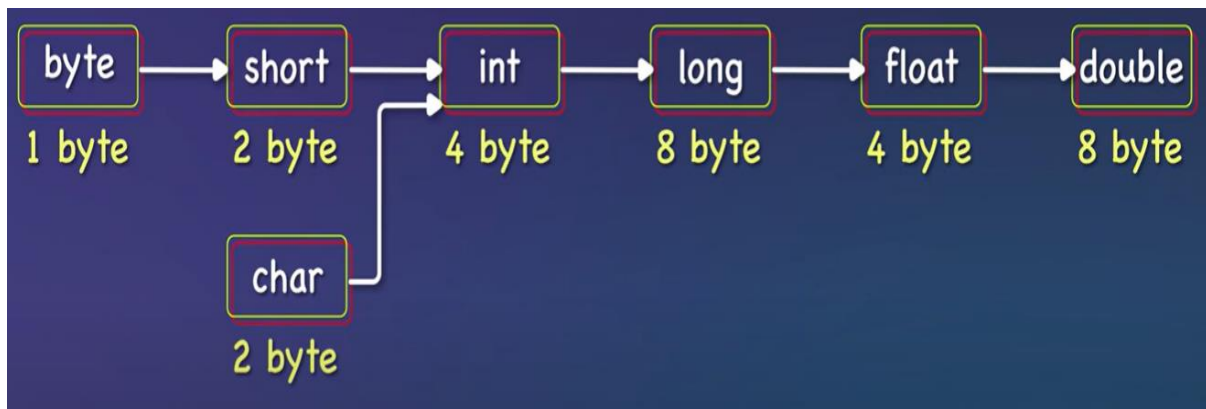 byte short int long float double
1 byte 2 byte 4 byte 8 byte 4 byte 8 byte
char
2 byte